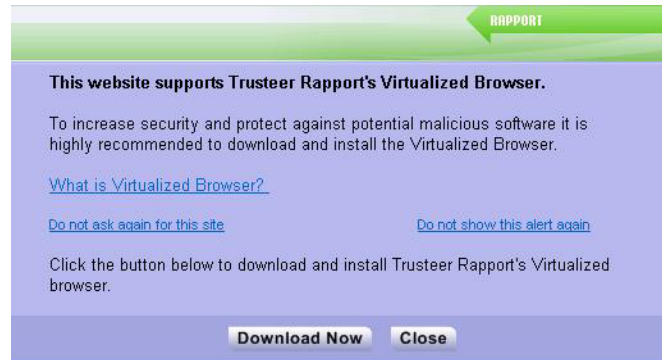 RAPPORT
This website supports Trusteer Rapport's Virtualized Browser.
To increase security and protect against potential malicious software it is
highly recommended to download and install the Virtualized Browser.
What is Virtualized Browser?
Do not ask again for this site
Do not show this alert again
Click the button below to download and install Trusteer Rapport's Virtualized
browser.
Download Now
Close